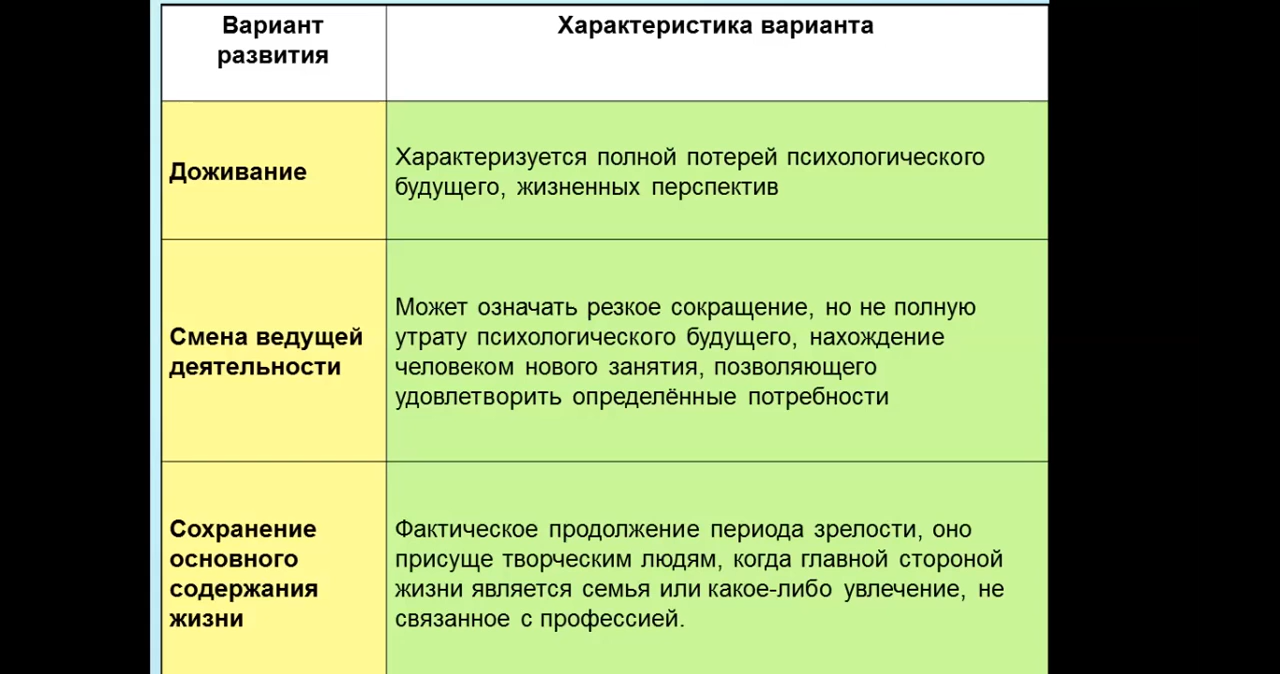 Вариант
развития
Характеристика варианта
Доживание
Характеризуется полной потерей психологического
будущего, жизненных перспектив
Смена ведущей
деятельности
Может означать резкое сокращение, но не полную
утрату психологического будущего, нахождение
человеком нового занятия, позволяющего
удовлетворить определённые потребности
Сохранение
основного
содержания
жизни
Фактическое продолжение периода зрелости, оно
присуще творческим людям, когда главной стороной
жизни является семья или какое-либо увлечение, не
связанное с профессией.